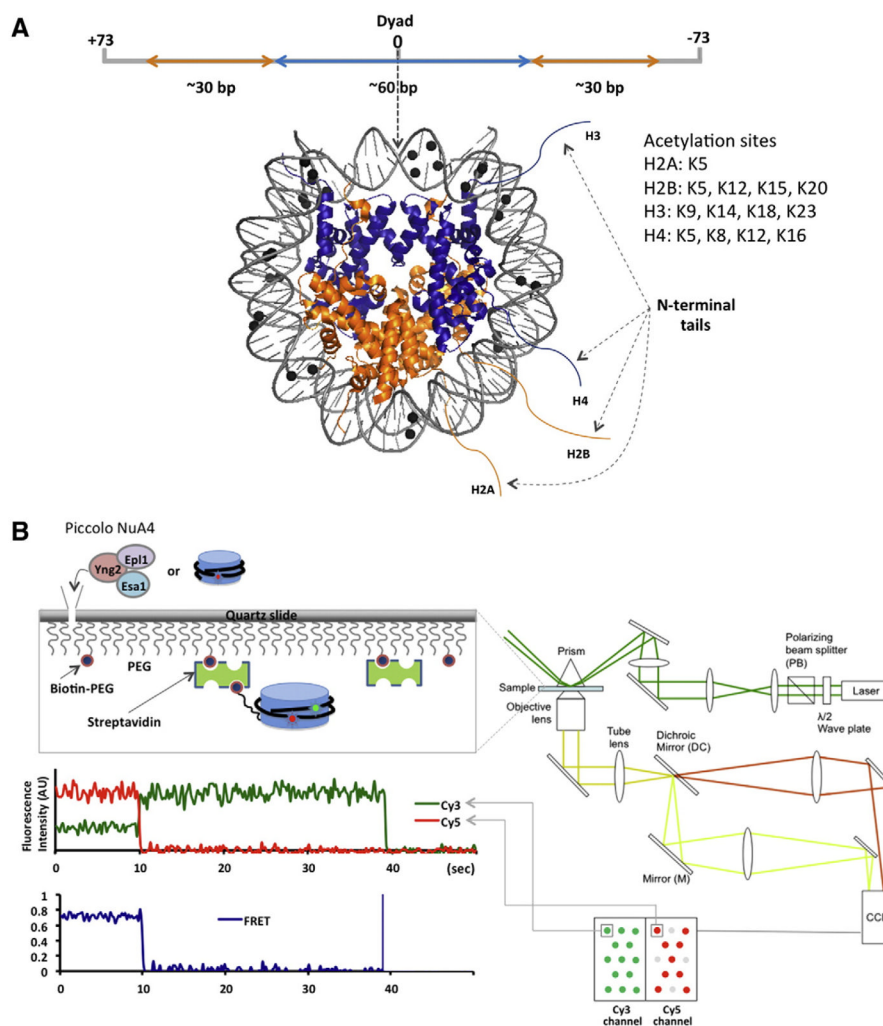 A
Dyad
+73
0
-73
~30 bp
~60 bp
~30 bp
H3
Acetylation sites
H2A: K5
H2B: K5, K12, K15, K20
H3: K9, K14, K18, K23
H4: K5, K8, K12, K16
N-terminal
tails
H4
H2B
H2A
B
Piccolo NuA4
Epl1
Yng2
Esa1
or
Quartz slide
PEG
Biotin-PEG
Streptavidin
Prism
Sample
Objective
lens
Polarizing
beam splitter
(PB)
Laser
λ/2
Wave plate
Tube
lens
Dichroic
Mirror (DC)
Mirror (M)
Fluorescence
Intensity (AU)
Cy3
Cy5
0
10
20
30
40
(sec)
1
0.8
0.6
0.4
0.2
0
FRET
0
10
20
30
40
Cy3
channel
Cy5
channel